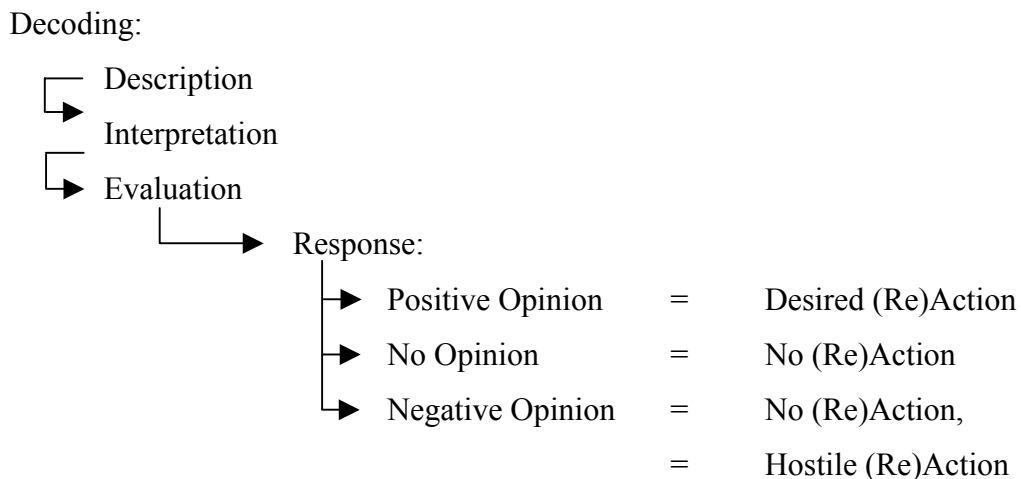 Decoding:
Description
Interpretation
Evaluation
Response:
Positive Opinion = Desired (Re)Action
No Opinion = No (Re)Action
Negative Opinion = No (Re)Action,
= Hostile (Re)Action